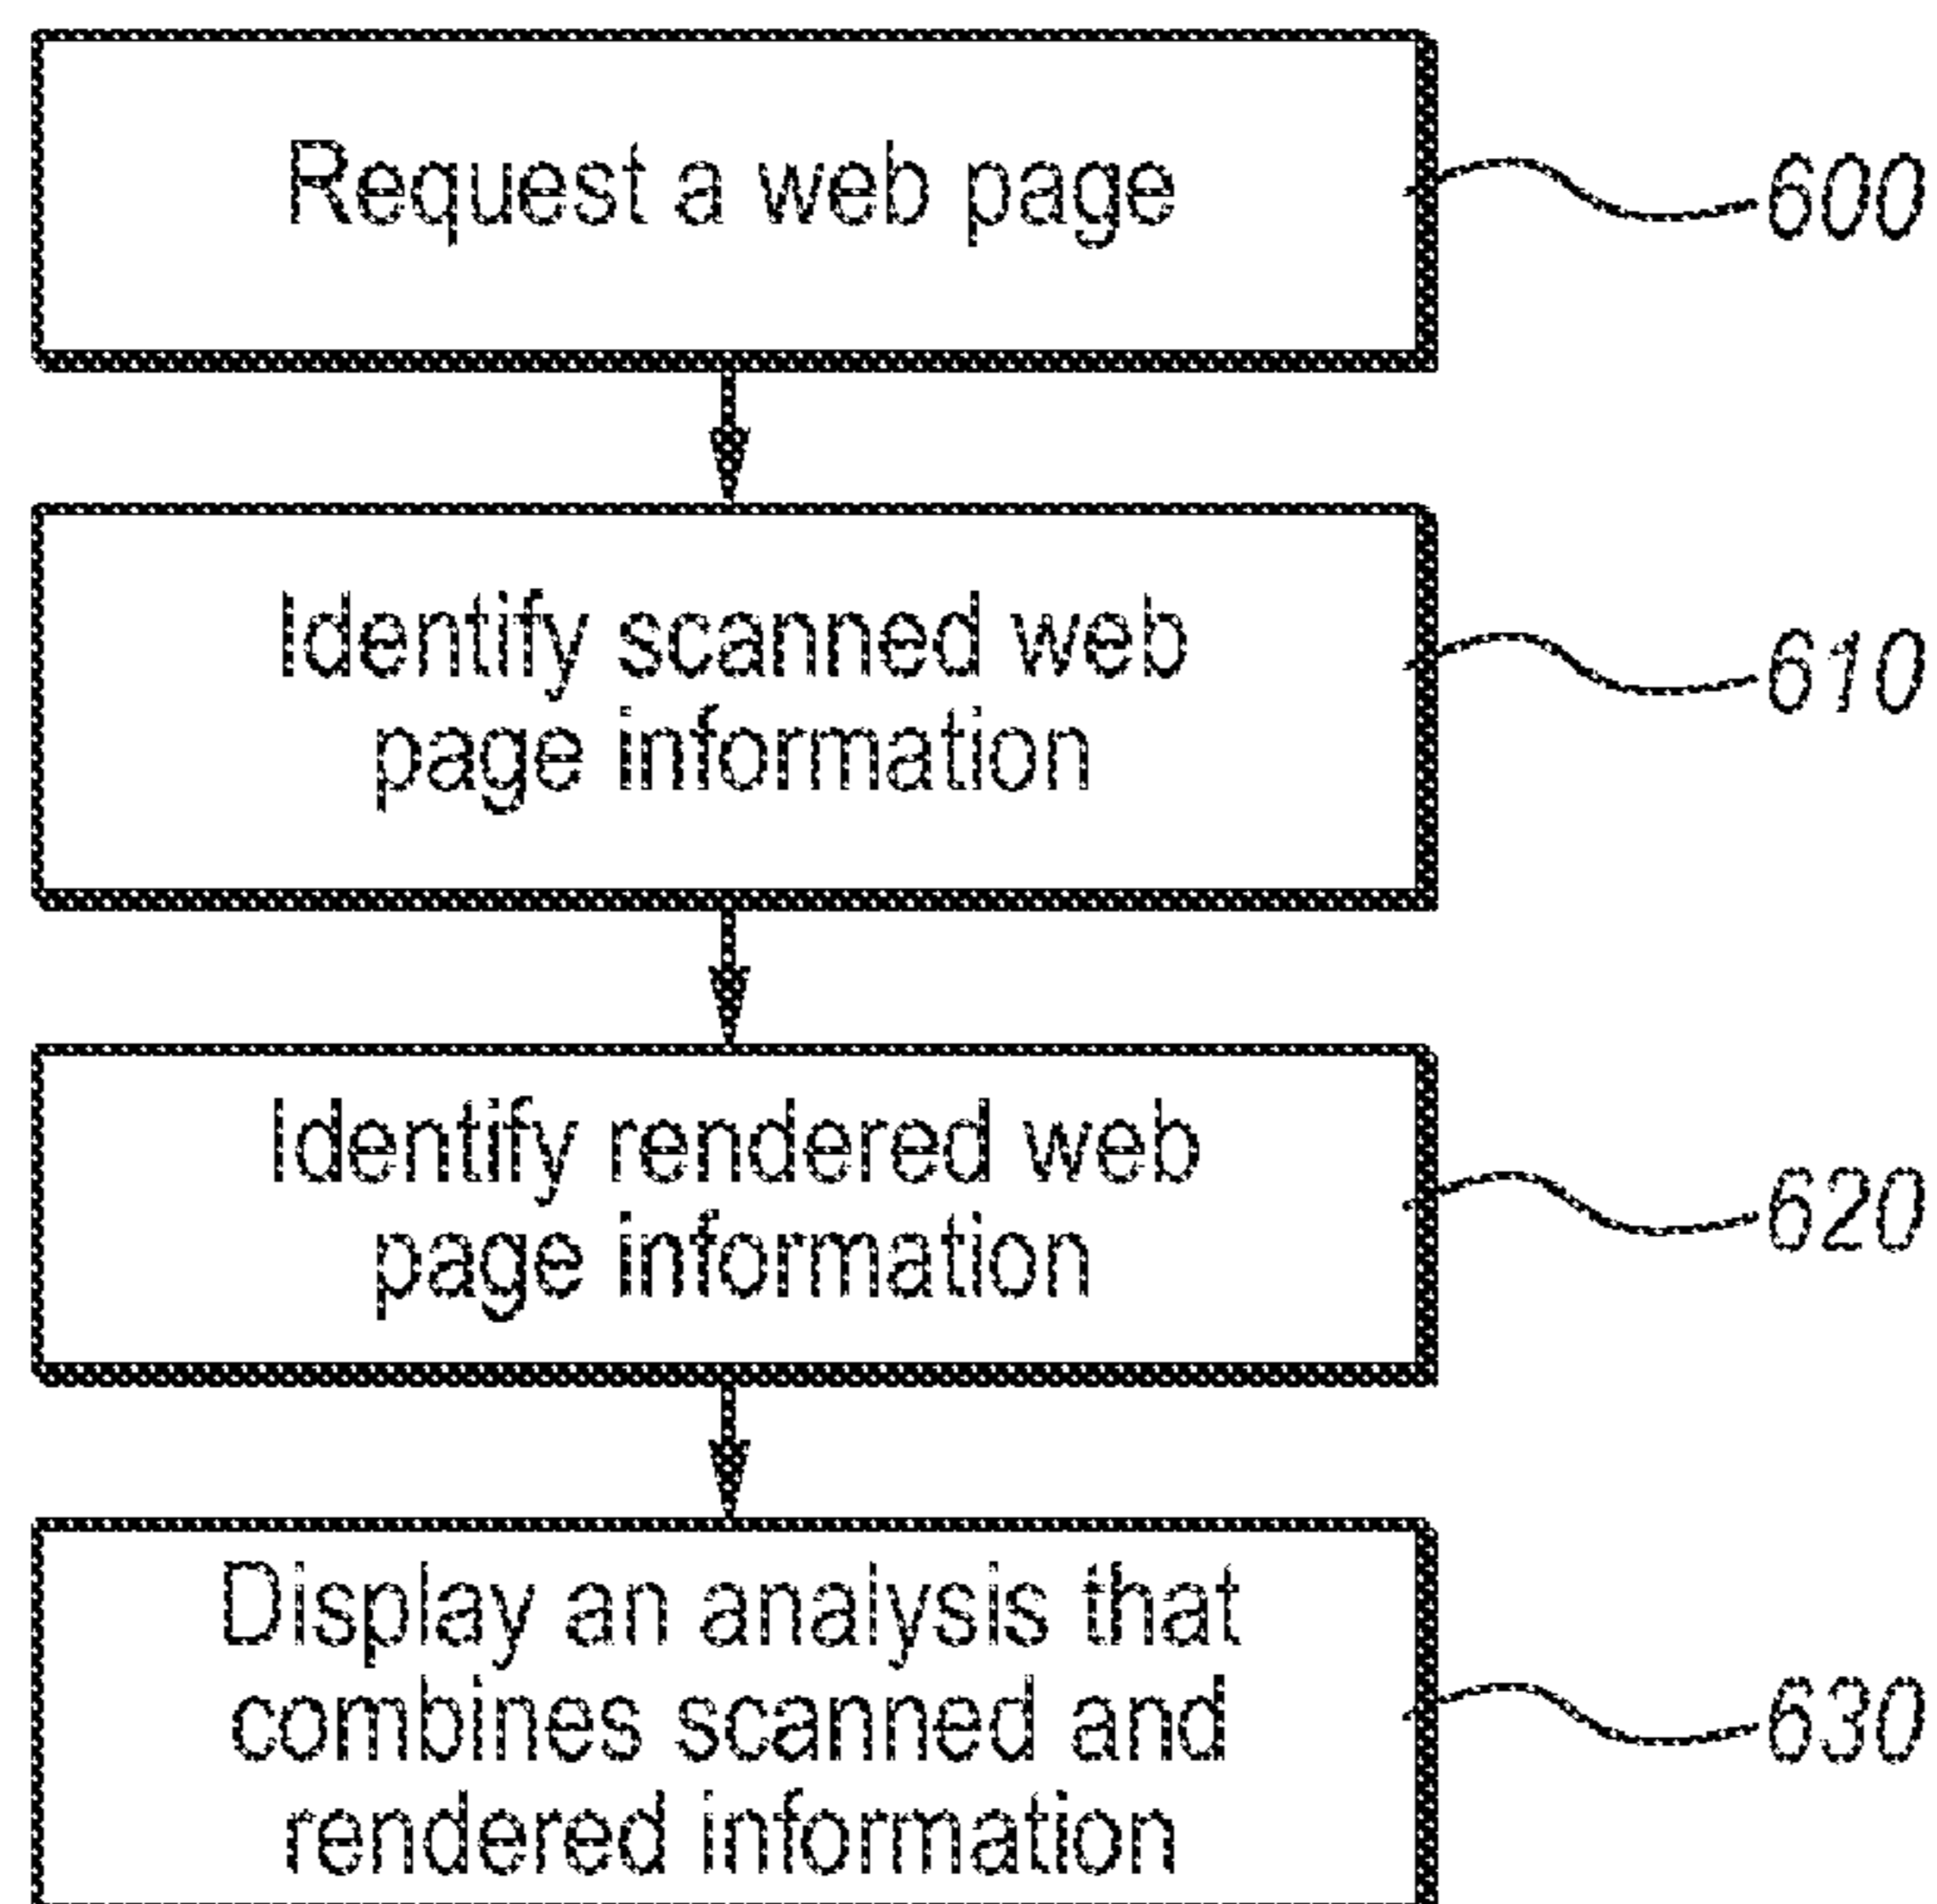 Request a web page
600
Identify scanned web
page information
610
Identify rendered web
page information
620
Display an analysis that
combines scanned and
rendered information
630